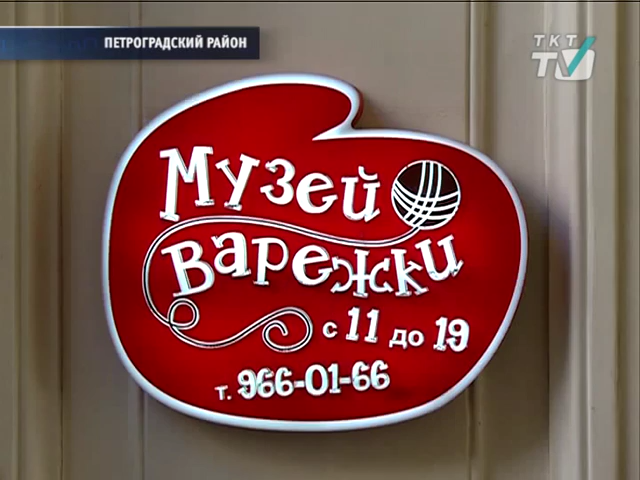 ПЕТРОГРАДСКИЙ РАЙОН
ТКТ
TV
Музей
Варежки
с 11 до 19
т. 966-01-66